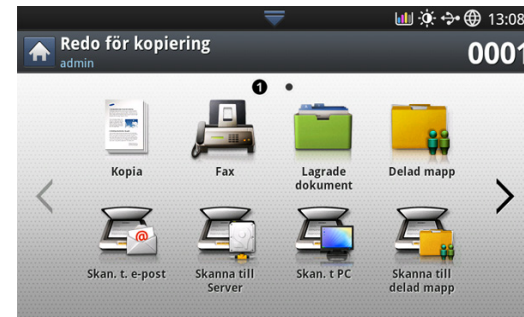 13:08
Redo för kopiering
admin
0001
1
Kopia
Fax
Lagrade
dokument
Delad mapp
Skan. t. e-post
Skanna till
Server
Skan. t PC
Skanna till
delad mapp